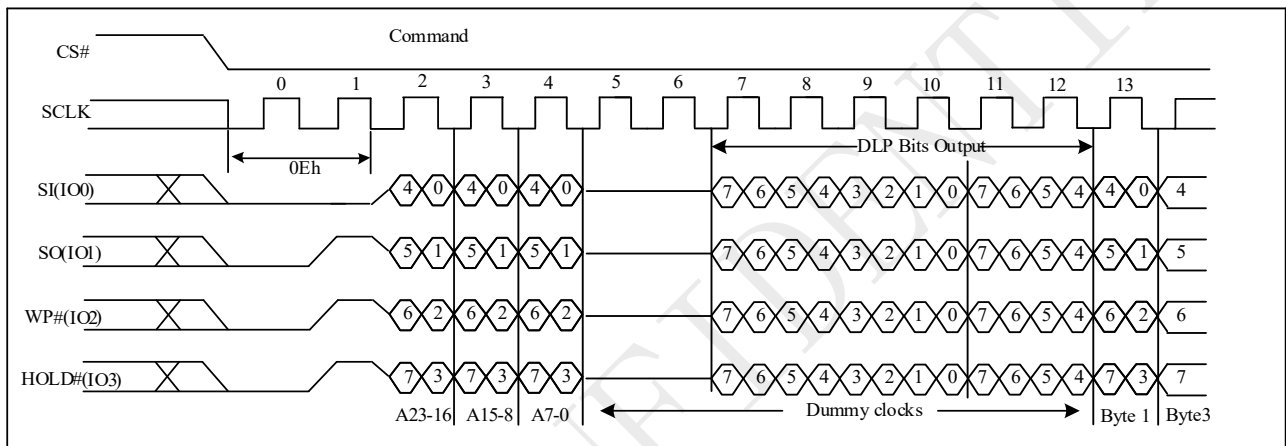 Command
CS#
0 1 2 3 4 5 6 7 8 9 10 11 12 13
SCLK
0Eh
DLP Bits Output
SI(IO0) 4 0 4 0 4 0 7 6 5 4 3 2 1 0 7 6 5 4 4 0 4
SO(IO1) 5 1 5 1 5 1 7 6 5 4 3 2 1 0 7 6 5 4 5 1 5
WP#(IO2) 6 2 6 2 6 2 7 6 5 4 3 2 1 0 7 6 5 4 6 2 6
HOLD#(IO3) 7 3 7 3 7 3 7 6 5 4 3 2 1 0 7 6 5 4 7 3 7
A23-16 A15-8 A7-0 Dummy clocks Byte 1 Byte3